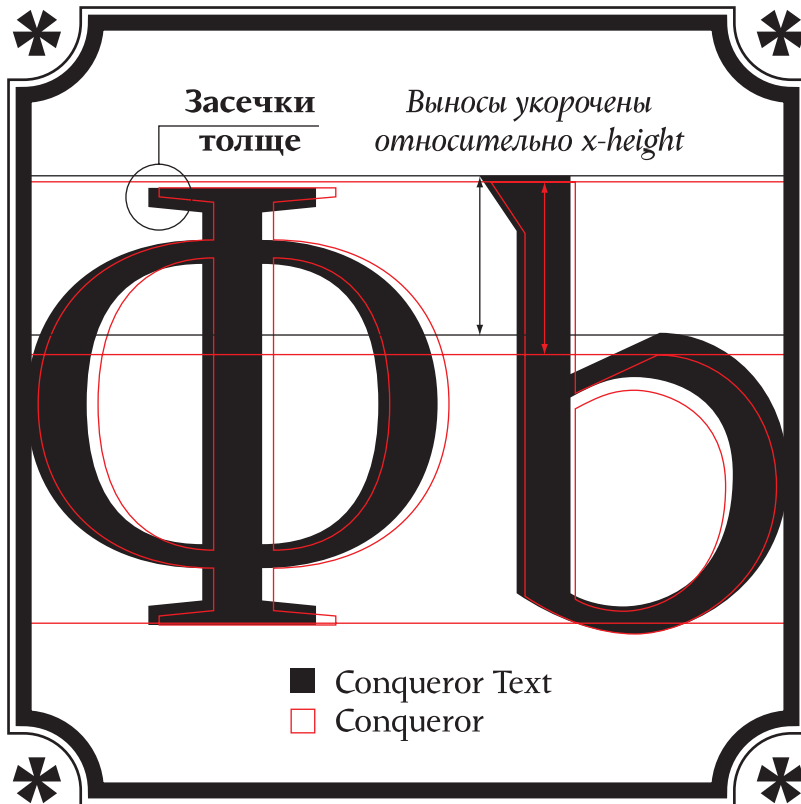 Засечки
толще
Выносы укорочены
относительно x-height
Ф b
Conqueror Text
Conqueror